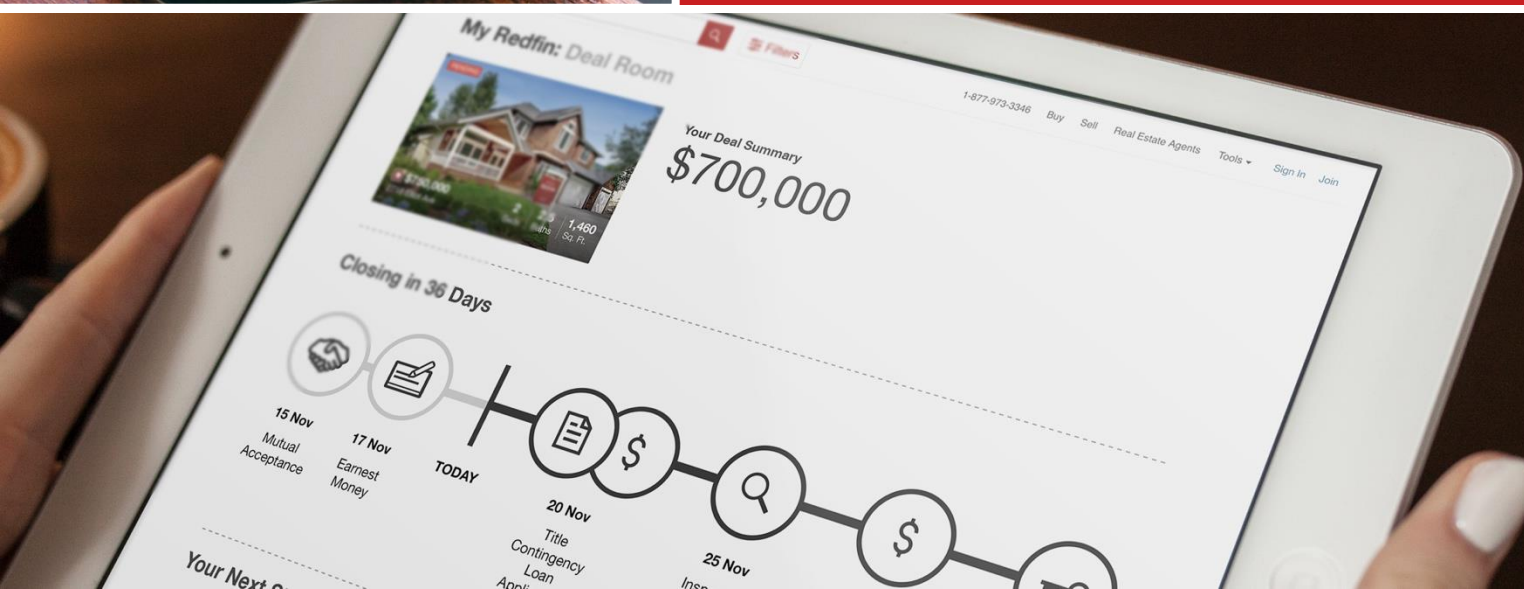 My Redfin: Deal Room
Filters
1-877-973-3346 Buy Sell Real Estate Agents Tools Sign In Join
Your Deal Summary
$700,000
1,460
Sq. Ft.
Closing in 36 Days
15 Nov
Mutual
Acceptance
17 Nov
Earnest
Money
TODAY
20 Nov
Title
Contingency
Loan
25 Nov
Your Next